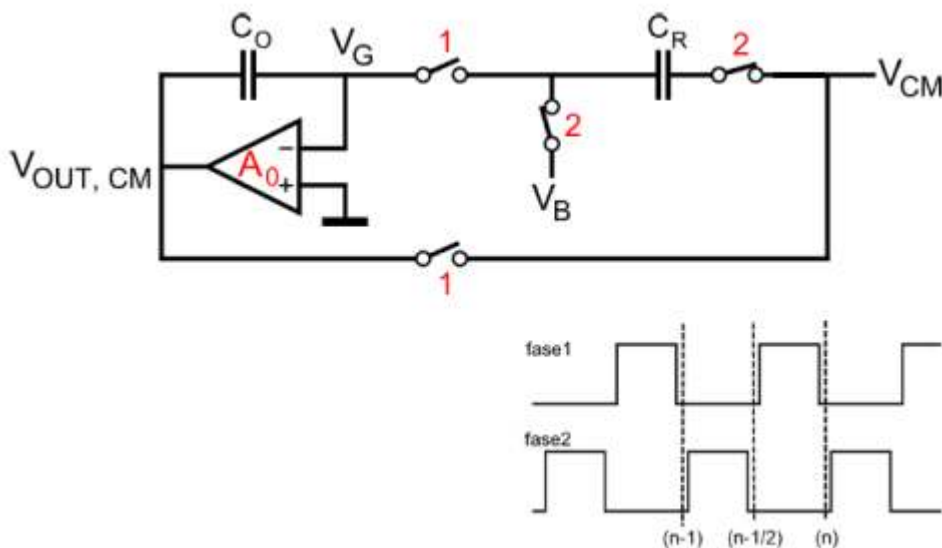 C_O
V_G
1
C_R
2
V_CM
2
V_OUT, CM
A_0
−
+
V_B
1
fase1
fase2
(n-1) (n-1/2) (n)